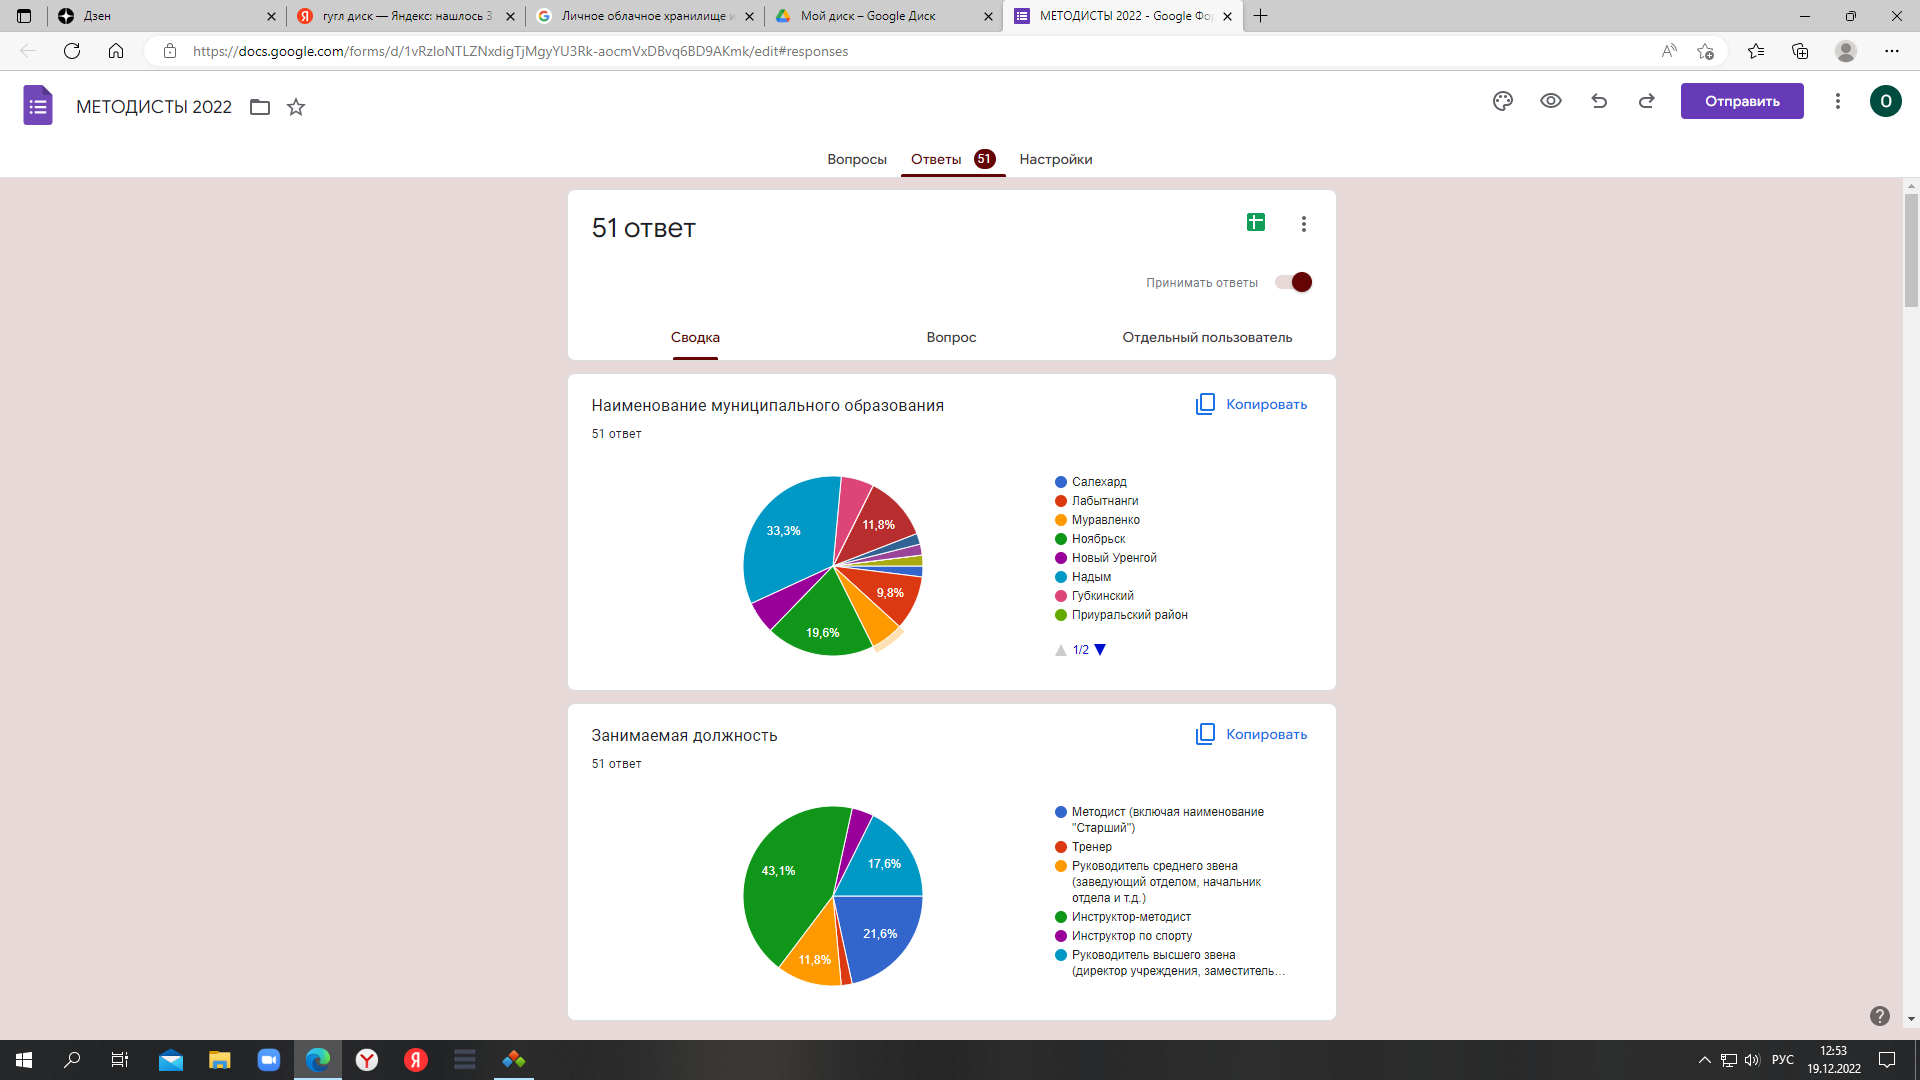 Дзен
гугл диск — Яндекс: нашлось 3
Личное облачное хранилище и
Мой диск – Google Диск
МЕТОДИСТЫ 2022 - Google Фор
https://docs.google.com/forms/d/1vRzIoNTLZNxdigTjMgyYU3Rk-aocmVxDBvq6BD9AKmk/edit#responses
МЕТОДИСТЫ 2022
Отправить
O
Вопросы
Ответы 51
Настройки
51 ответ
Принимать ответы
Сводка
Вопрос
Отдельный пользователь
Наименование муниципального образования
Копировать
51 ответ
33,3%
11,8%
9,8%
19,6%
Салехард
Лабытнанги
Муравленко
Ноябрьск
Новый Уренгой
Надым
Губкинский
Приуральский район
1/2
Занимаемая должность
Копировать
51 ответ
43,1%
17,6%
21,6%
11,8%
Методист (включая наименование
"Старший")
Тренер
Руководитель среднего звена
(заведующий отделом, начальник
отдела и т.д.)
Инструктор-методист
Инструктор по спорту
Руководитель высшего звена
(директор учреждения, заместитель…
РУС
12:53
19.12.2022